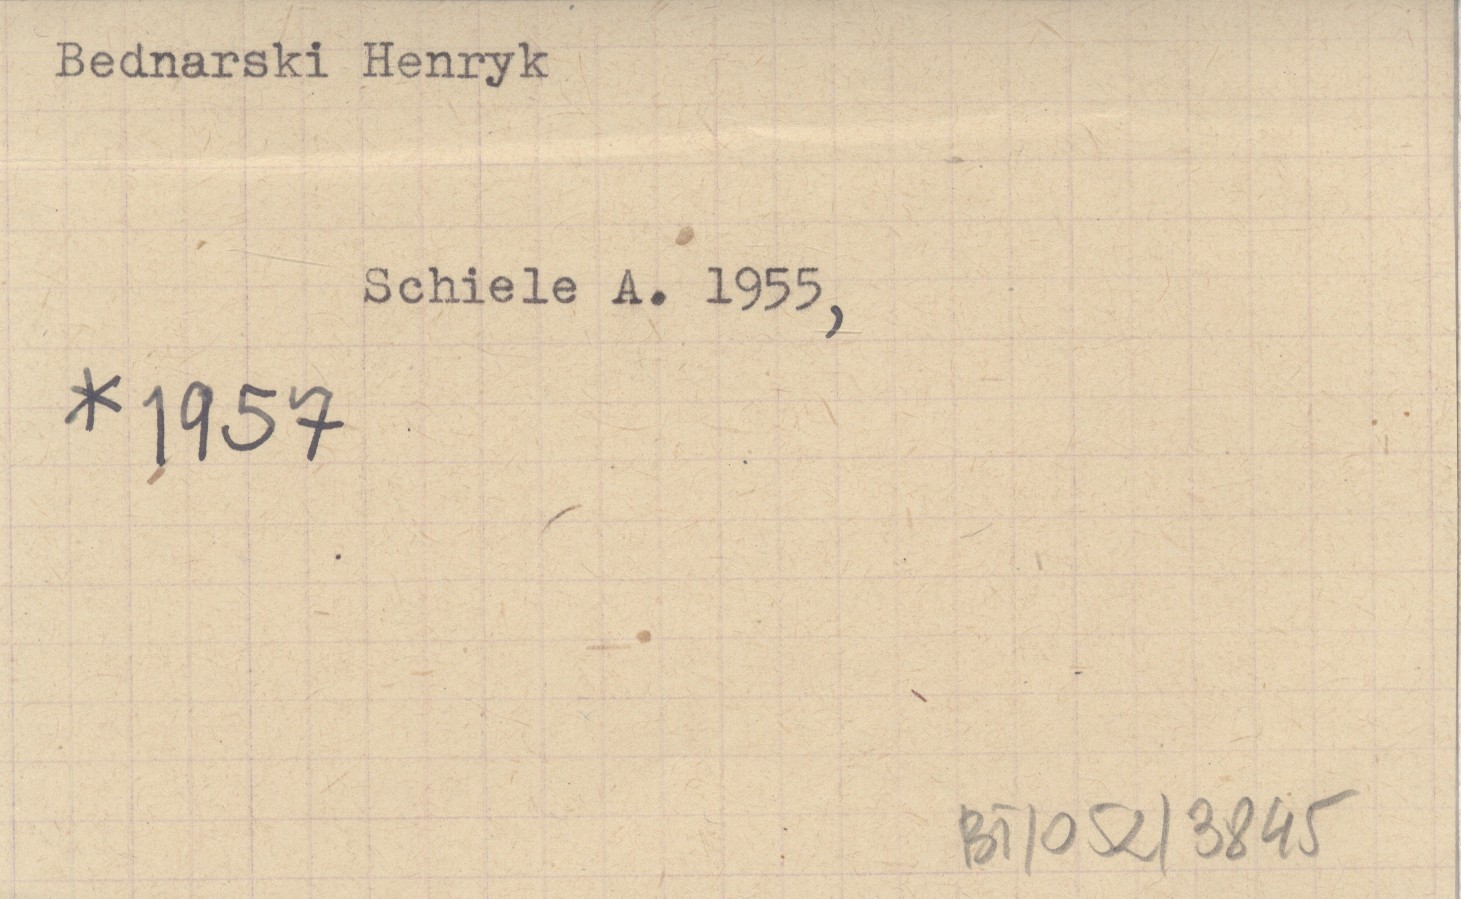 Bednarski Henryk
Schiele A. 1955,
*1957
BT/052/3845